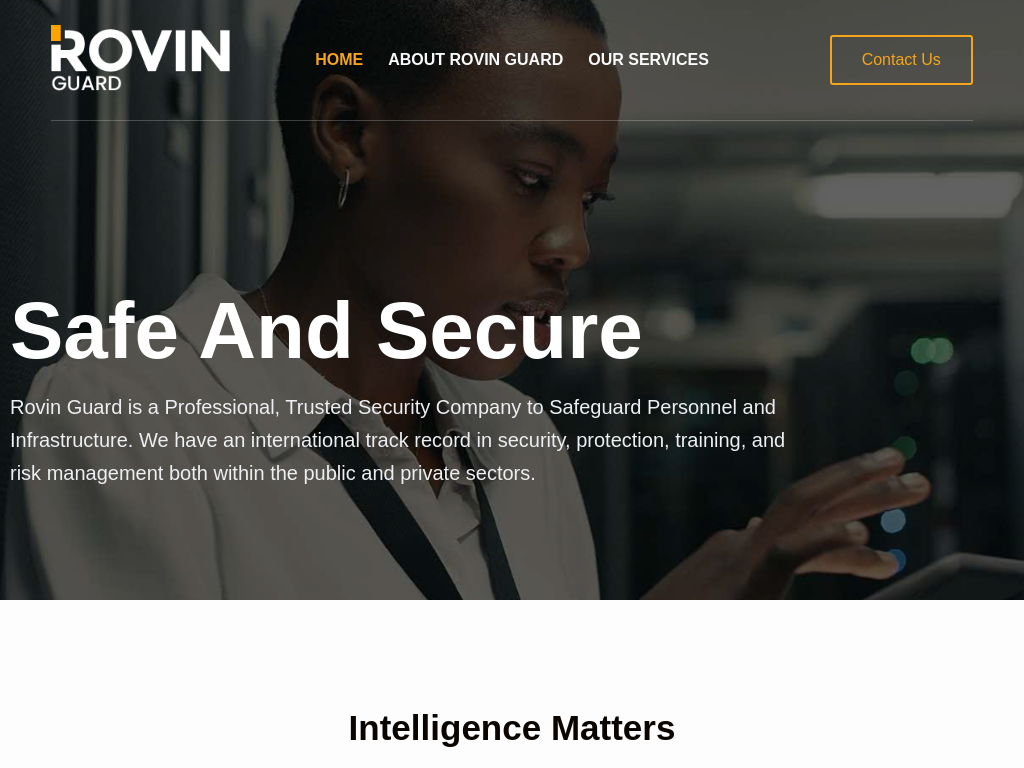 ROVIN
GUARD
HOME
ABOUT ROVIN GUARD
OUR SERVICES
Contact Us
Safe And Secure
Rovin Guard is a Professional, Trusted Security Company to Safeguard Personnel and
Infrastructure. We have an international track record in security, protection, training, and
risk management both within the public and private sectors.
Intelligence Matters